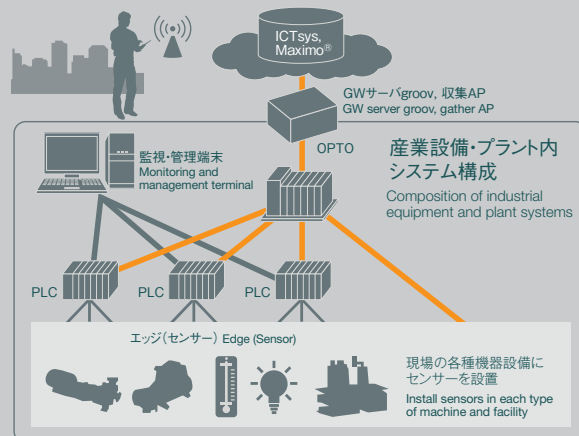 ICTsys,
Maximo®
GWサーバgroov, 収集AP
GW server groov, gather AP
OPTO
監視・管理端末
Monitoring and
management terminal
産業設備・プラント内
システム構成
Composition of industrial
equipment and plant systems
PLC
PLC
PLC
エッジ（センサー） Edge (Sensor)
現場の各種機器設備に
センサーを設置
Install sensors in each type
of machine and facility